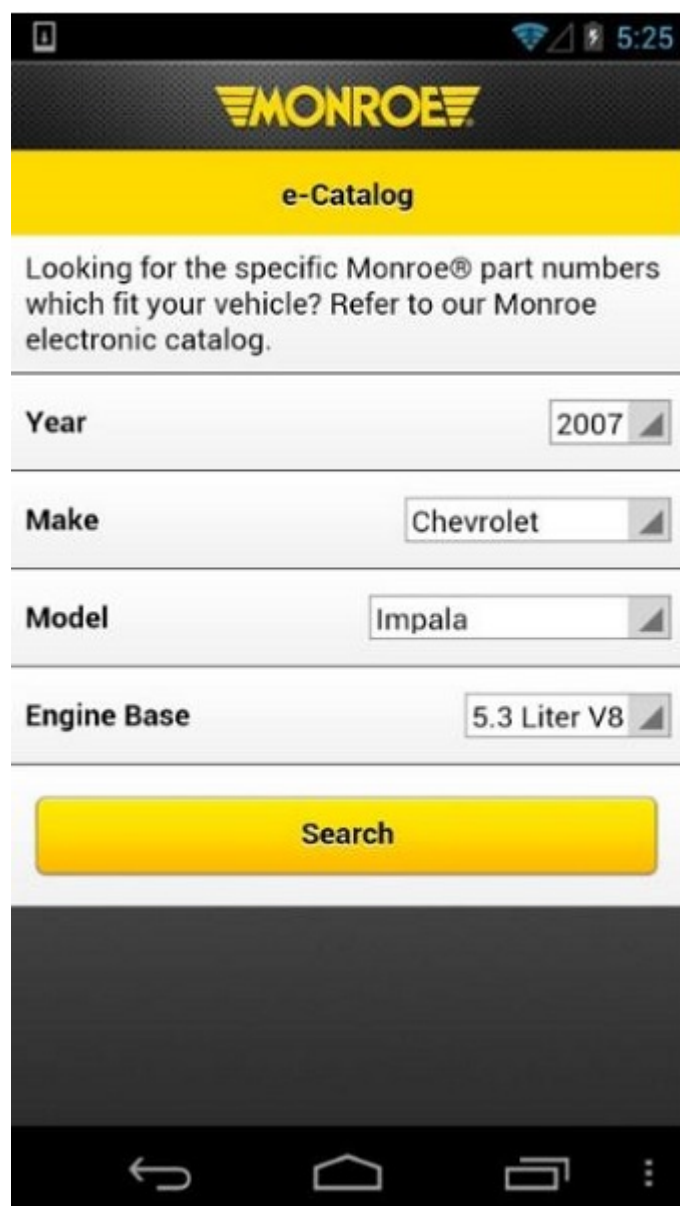 5:25
MONROE
e-Catalog
Looking for the specific Monroe® part numbers
which fit your vehicle? Refer to our Monroe
electronic catalog.
Year 2007
Make Chevrolet
Model Impala
Engine Base 5.3 Liter V8
Search